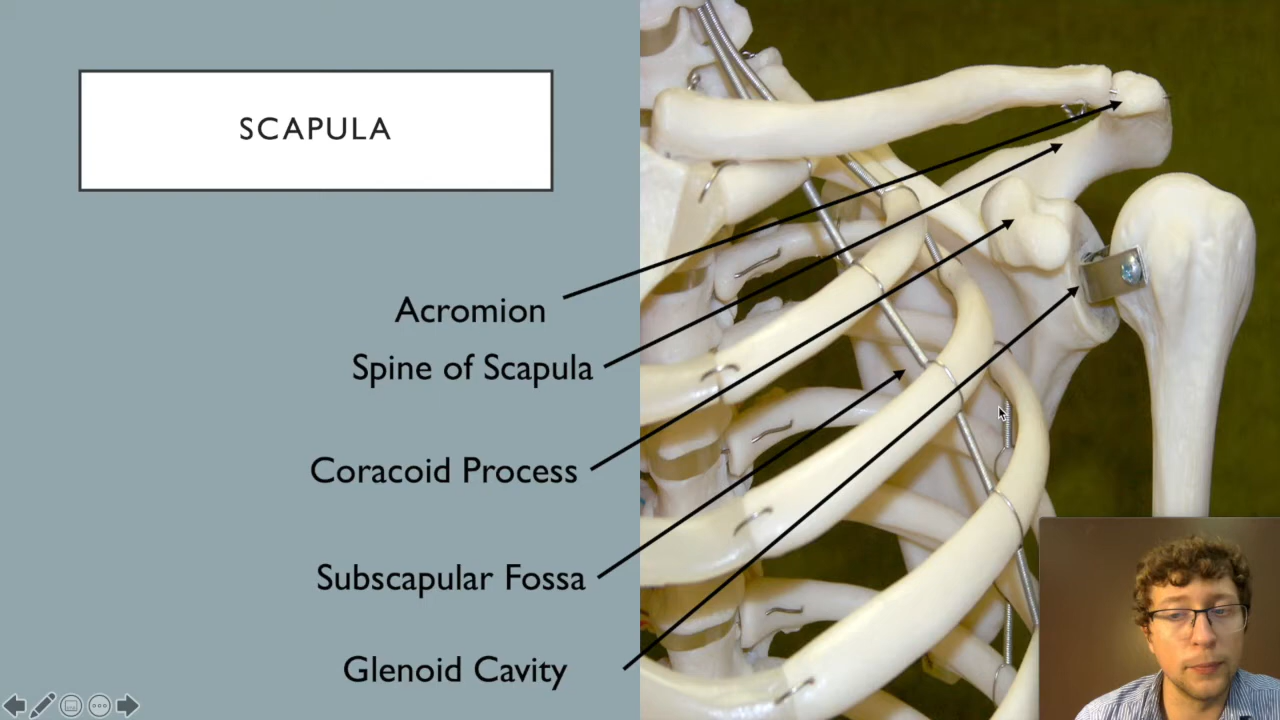 SCAPULA
Acromion
Spine of Scapula
Coracoid Process
Subscapular Fossa
Glenoid Cavity